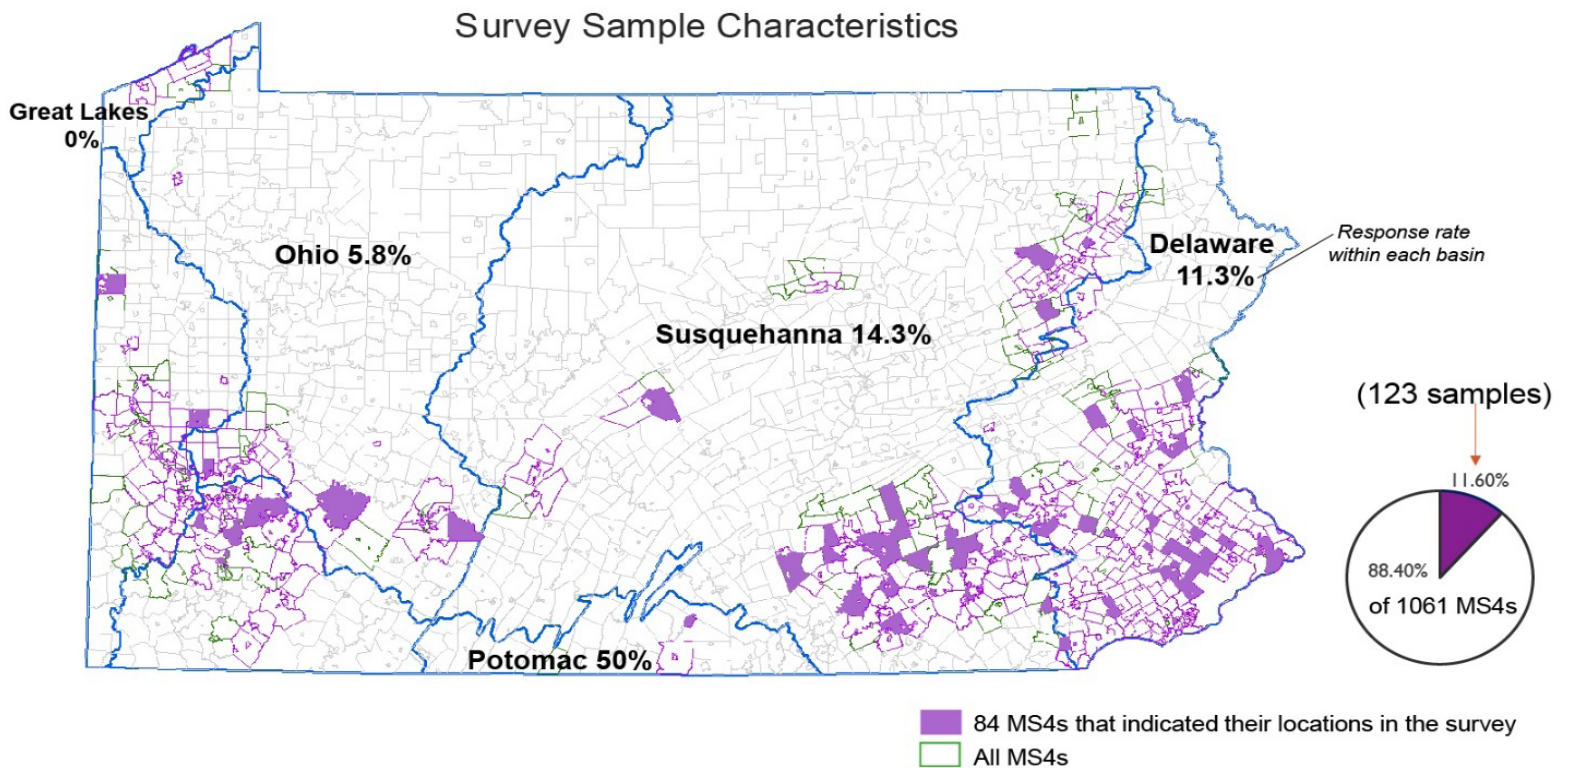 Survey Sample Characteristics
Great Lakes
0%
Ohio 5.8%
Susquehanna 14.3%
Delaware
11.3%
Response rate
within each basin
Potomac 50%
(123 samples)
11.60%
88.40%
of 1061 MS4s
84 MS4s that indicated their locations in the survey
All MS4s